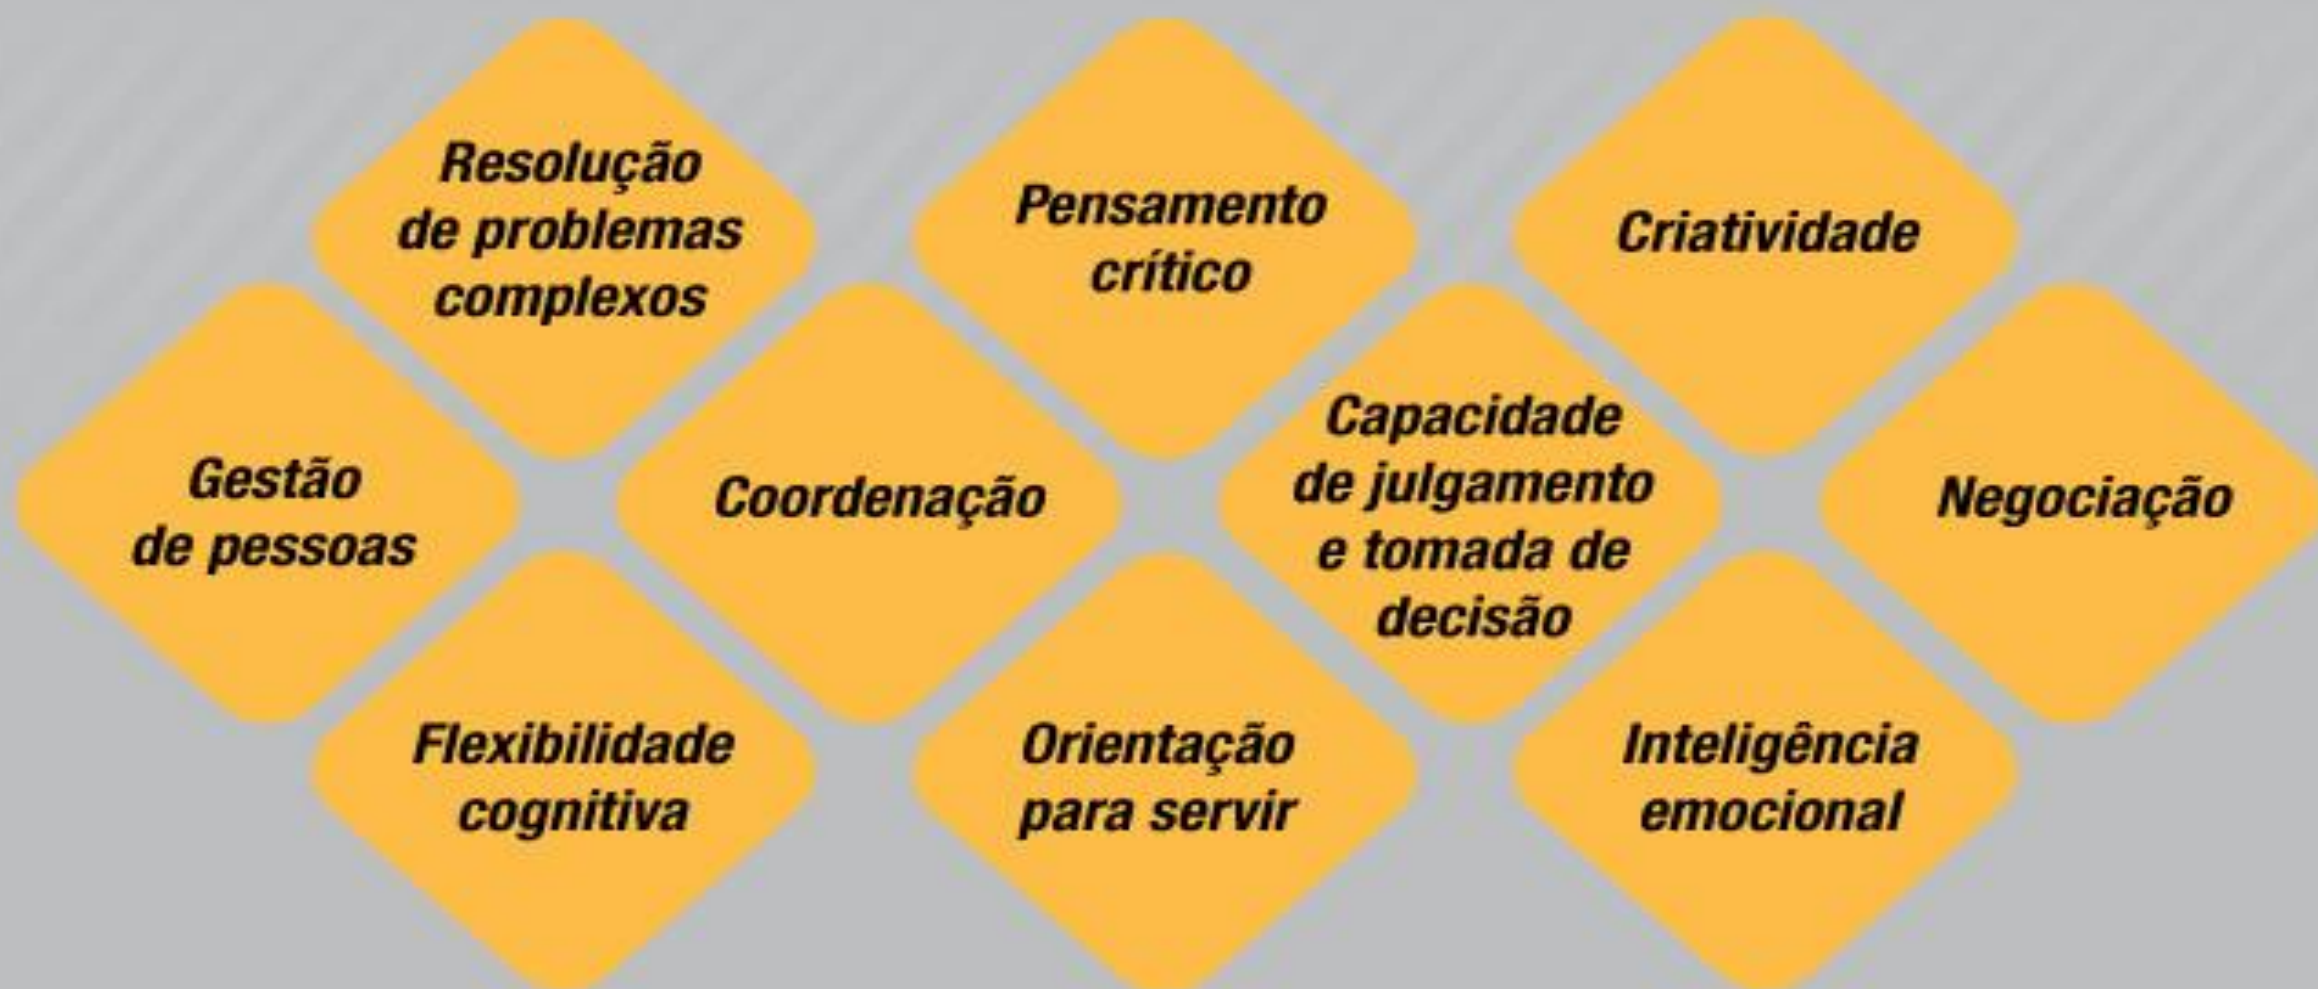 Resolução
de problemas
complexos
Pensamento
crítico
Criatividade
Gestão
de pessoas
Coordenação
Capacidade
de julgamento
e tomada de
decisão
Negociação
Flexibilidade
cognitiva
Orientação
para servir
Inteligência
emocional